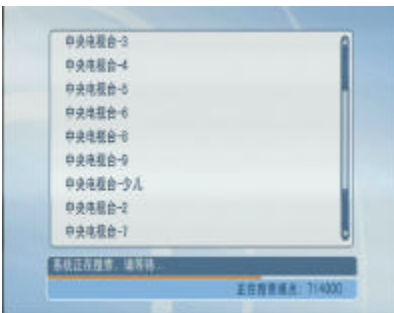 中央电视台-3
中央电视台-4
中央电视台-5
中央电视台-6
中央电视台-8
中央电视台-9
中央电视台-少儿
中央电视台-2
中央电视台-7
系统正在搜索, 请等待...
正在搜索频点: 714000